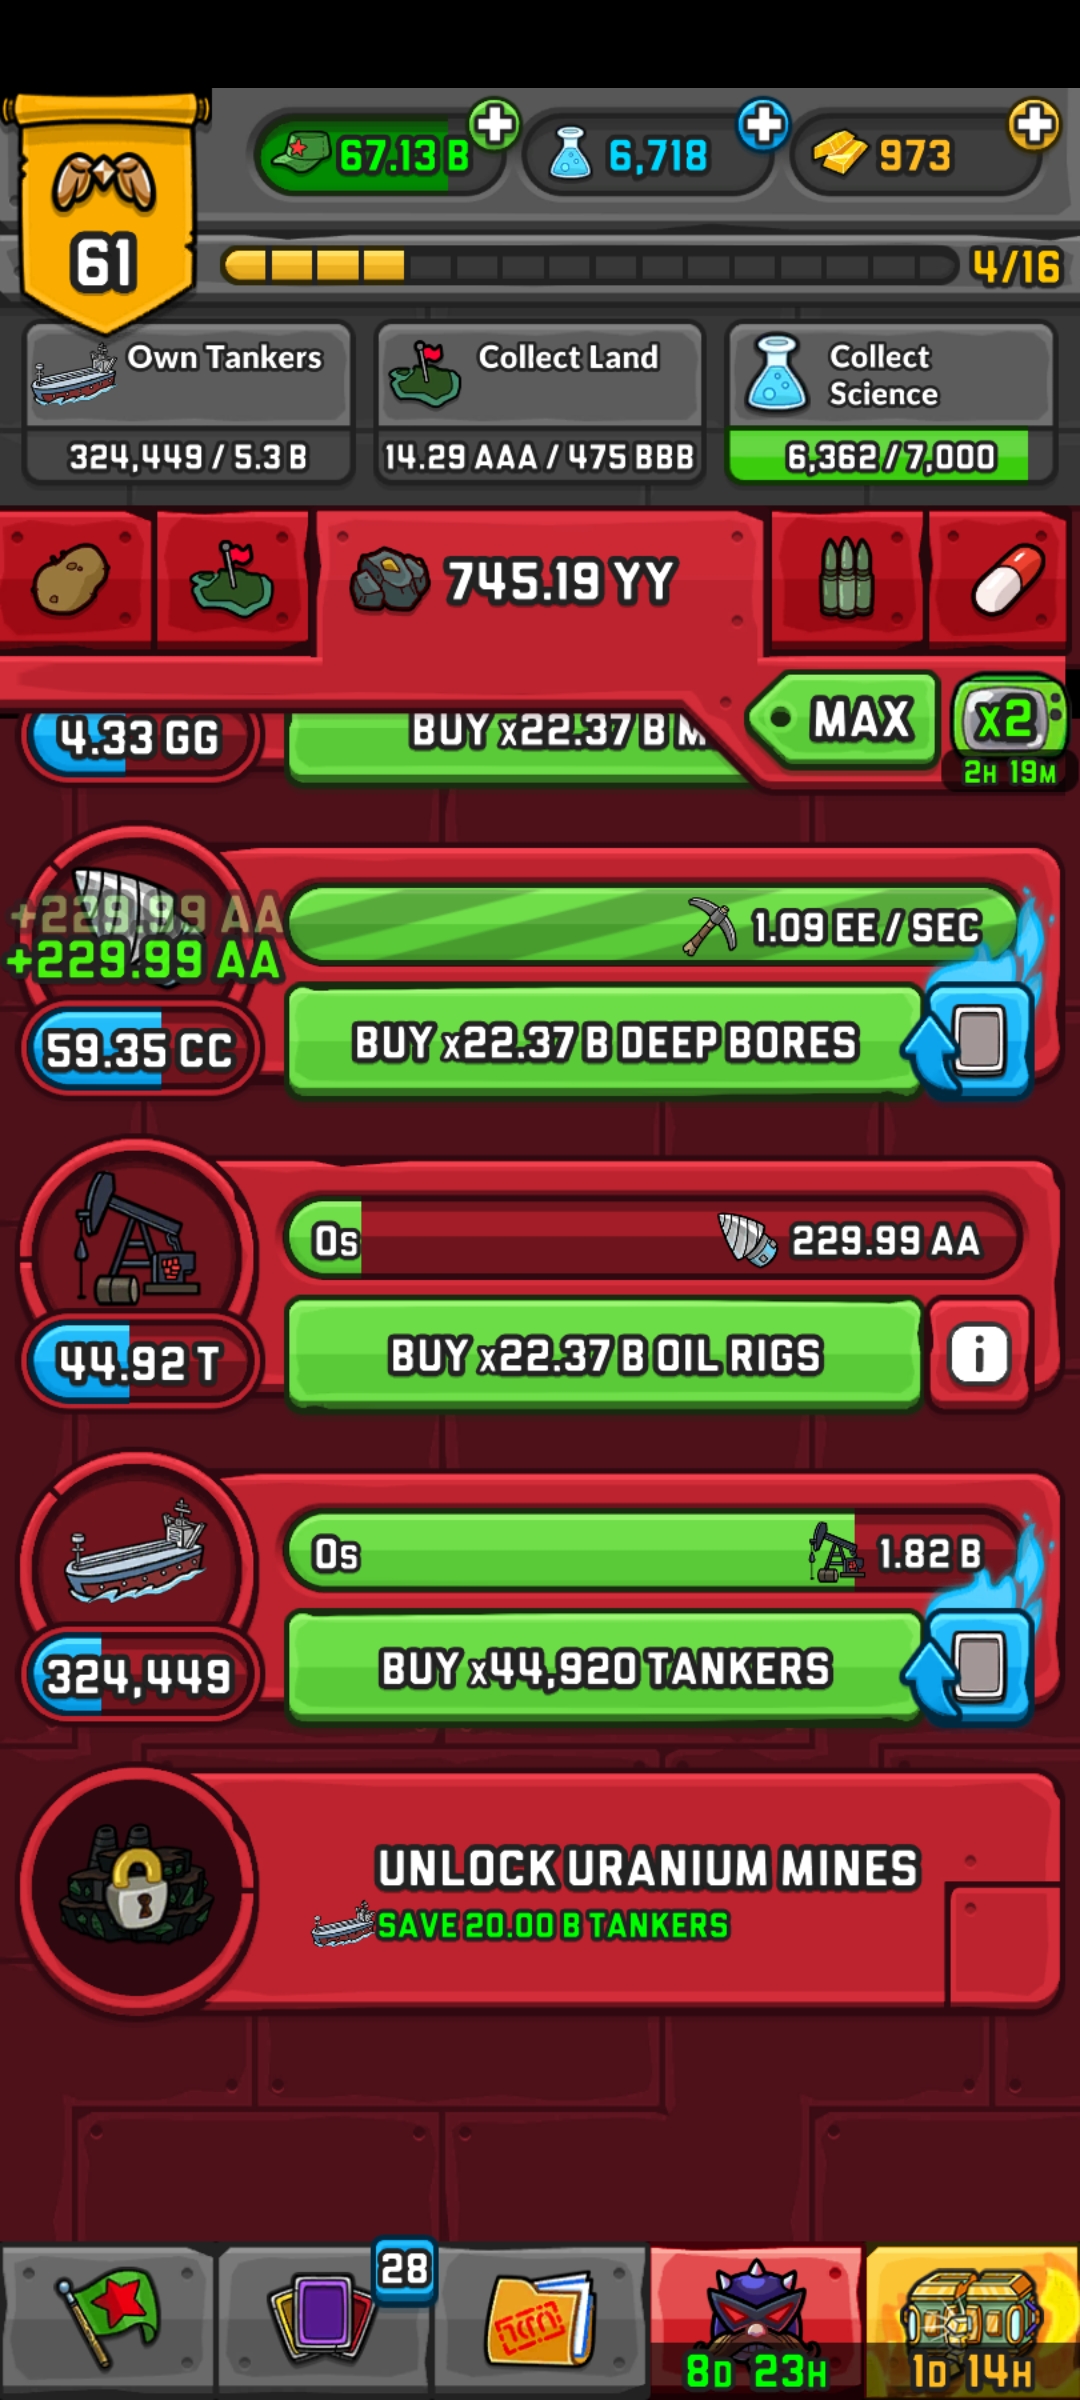 67.13 B
6,718
973
61
4/16
Own Tankers
Collect Land
Collect
Science
324,449 / 5.3 B
14.29 AAA / 475 BBB
6,362 / 7,000
745.19 YY
MAX
x2
2H 19M
4.33 GG
BUY x22.37 B M
+229.99 AA
+229.99 AA
1.09 EE / SEC
59.35 CC
BUY x22.37 B DEEP BORES
0s
229.99 AA
44.92 T
BUY x22.37 B OIL RIGS
i
0s
1.82 B
324,449
BUY x44,920 TANKERS
UNLOCK URANIUM MINES
SAVE 20.00 B TANKERS
28
8D 23H
1D 14H